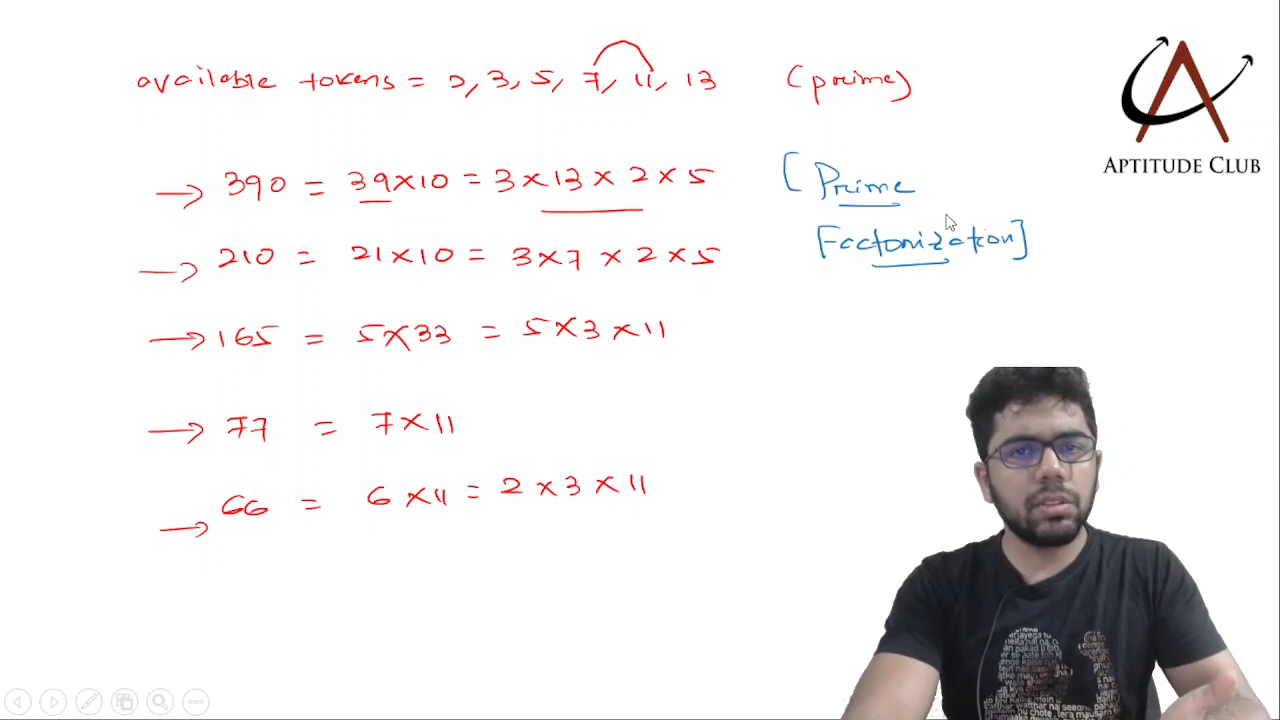 available tokens = 2, 3, 5, 7, 11, 13 (prime)
APTITUDE CLUB
→ 390 = 39×10 = 3×13×2×5 [Prime
Factorization]
→ 210 = 21×10 = 3×7×2×5
→ 165 = 5×33 = 5×3×11
→ 77 = 7×11
→ 66 = 6×11 = 2×3×11